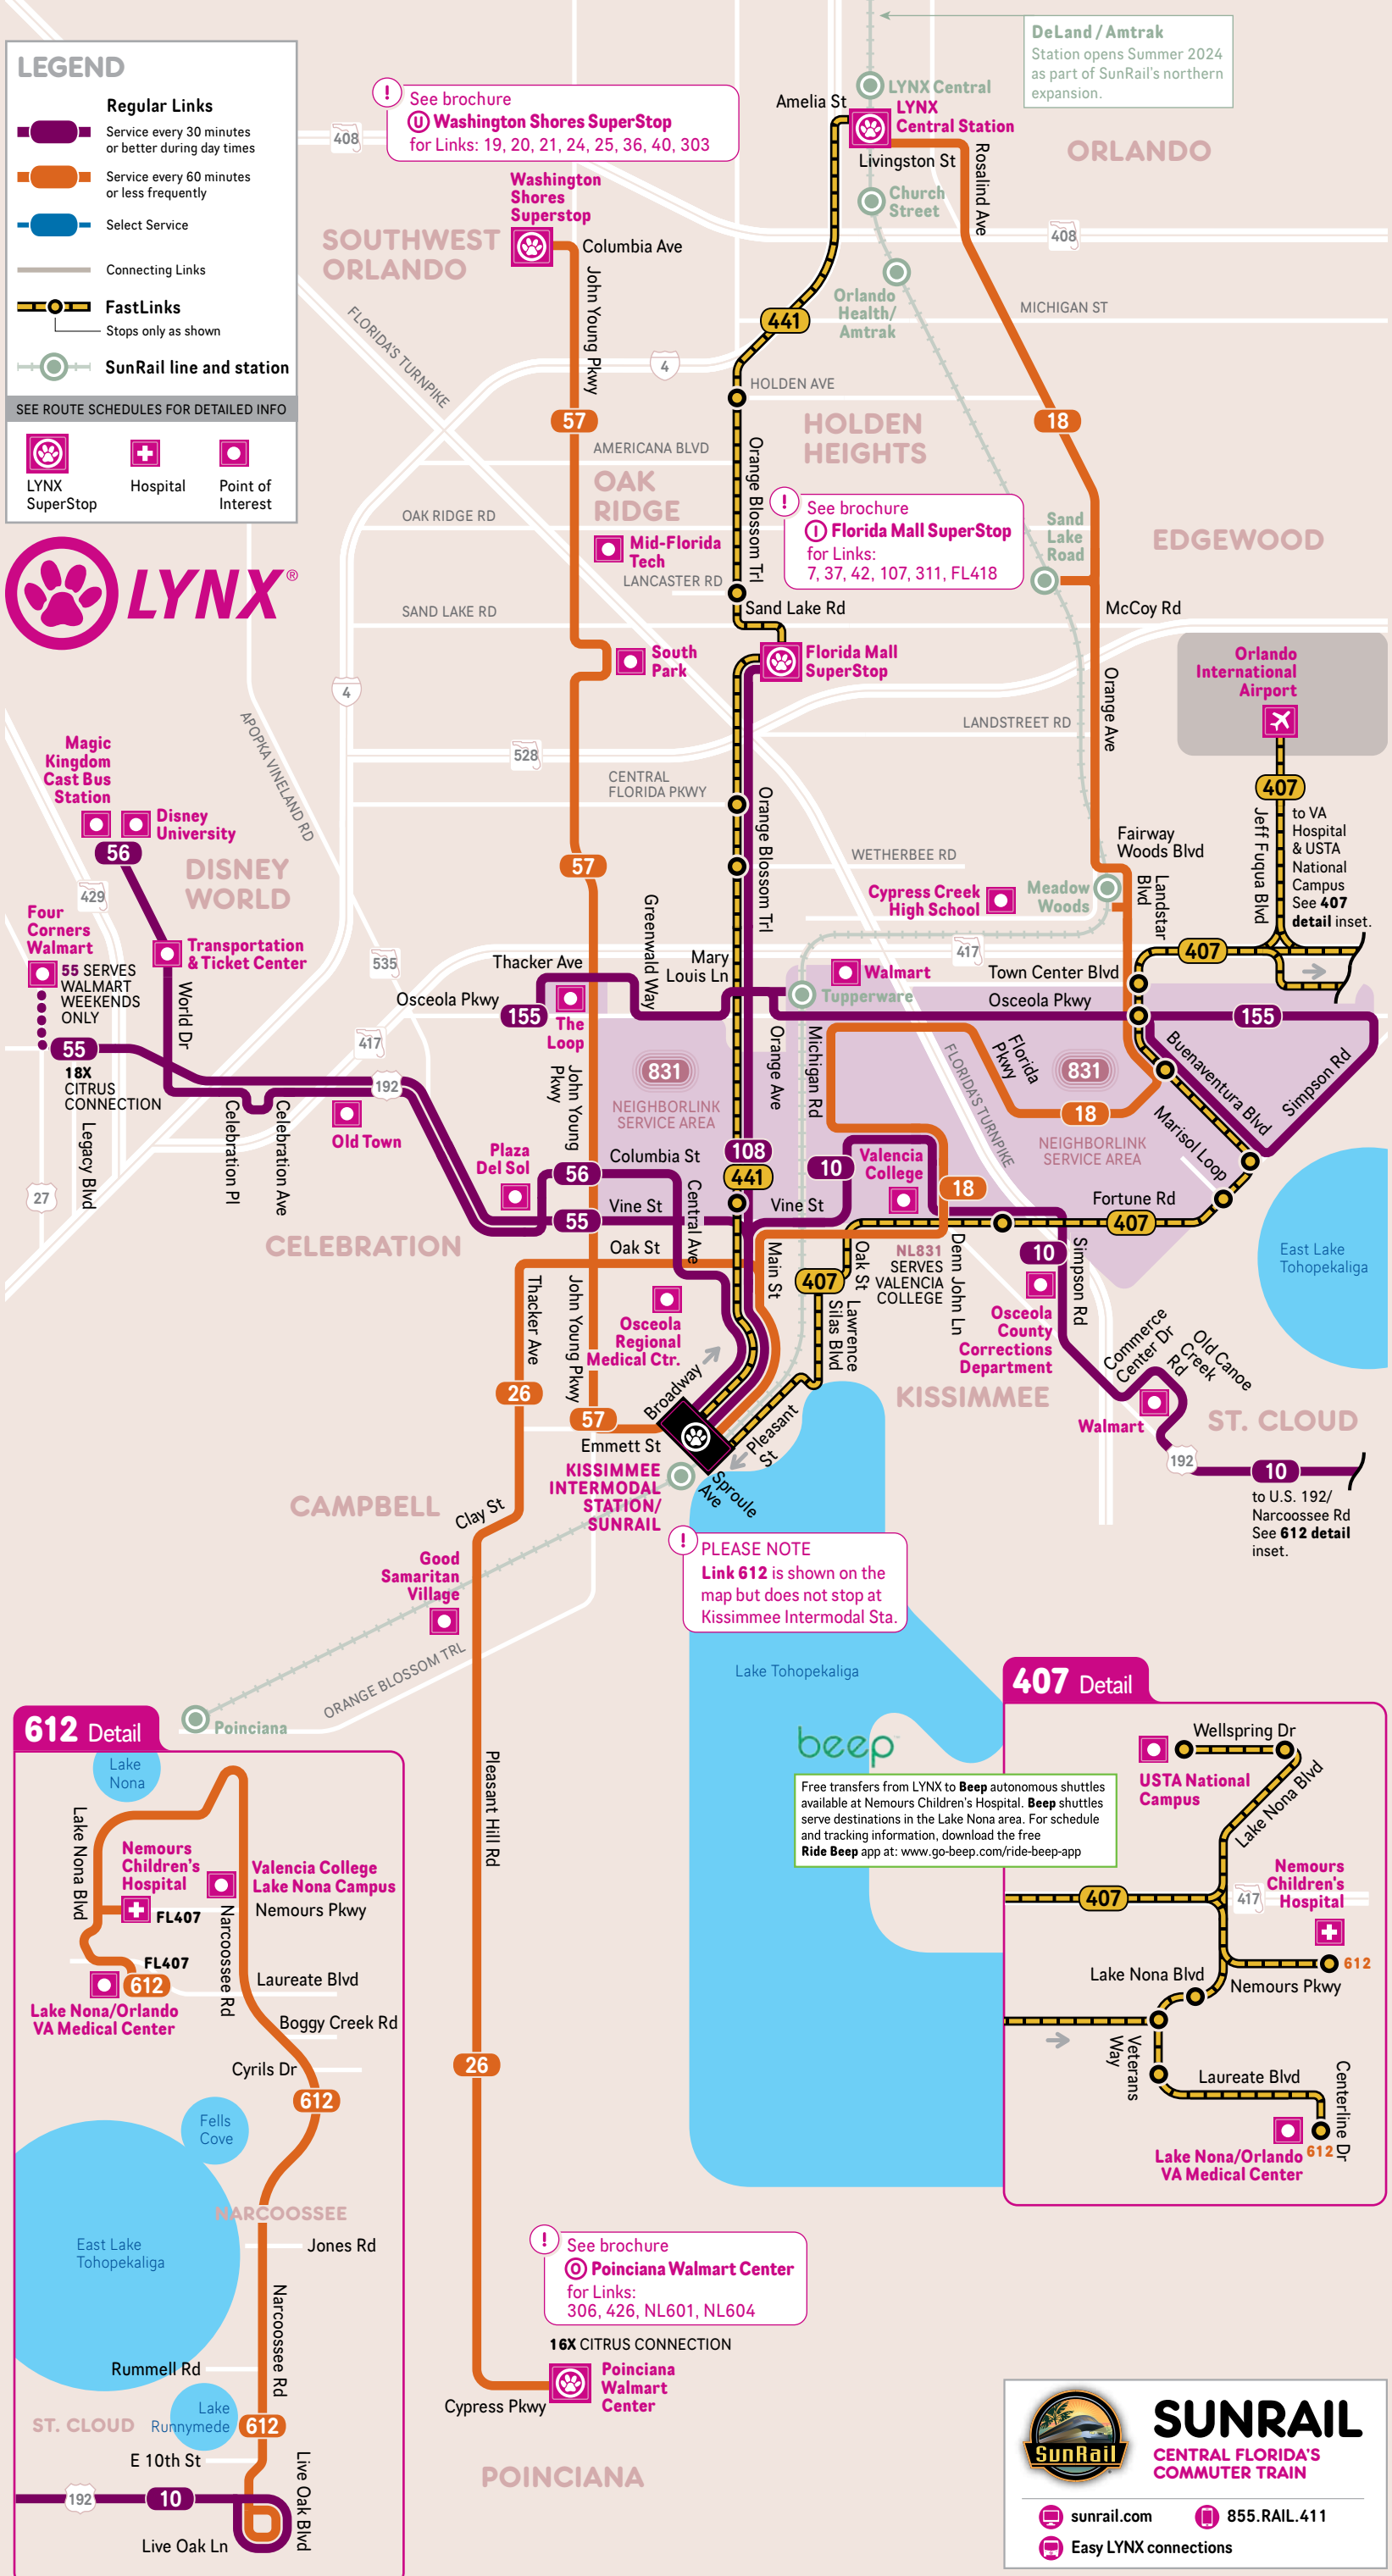 DeLand / Amtrak
Station opens Summer 2024
as part of SunRail's northern
expansion.
LEGEND
Regular Links
Service every 30 minutes
or better during day times
Service every 60 minutes
or less frequently
Select Service
Connecting Links
FastLinks
Stops only as shown
SunRail line and station
SEE ROUTE SCHEDULES FOR DETAILED INFO
LYNX
SuperStop
Hospital
Point of
Interest
LYNX®
408
!
See brochure
U Washington Shores SuperStop
for Links: 19, 20, 21, 24, 25, 36, 40, 303
Amelia St
LYNX Central
LYNX
Central Station
Livingston St
Rosalind Ave
ORLANDO
Church
Street
408
Washington
Shores
Superstop
SOUTHWEST
ORLANDO
Columbia Ave
John Young Pkwy
Orlando
Health/
Amtrak
MICHIGAN ST
441
FLORIDA'S TURNPIKE
4
HOLDEN AVE
57
18
HOLDEN
HEIGHTS
AMERICANA BLVD
Orange Blossom Trl
OAK
RIDGE
OAK RIDGE RD
!
See brochure
I Florida Mall SuperStop
for Links:
7, 37, 42, 107, 311, FL418
Sand
Lake
Road
EDGEWOOD
Mid-Florida
Tech
LANCASTER RD
SAND LAKE RD
Sand Lake Rd
McCoy Rd
South
Park
Florida Mall
SuperStop
Orlando
International
Airport
4
Orange Ave
LANDSTREET RD
APOPKA VINELAND RD
528
CENTRAL
FLORIDA PKWY
Magic
Kingdom
Cast Bus
Station
Disney
University
56
DISNEY
WORLD
57
Orange Blossom Trl
407
Jeff Fuqua Blvd
to VA
Hospital
& USTA
National
Campus
See 407
detail inset.
Fairway
Woods Blvd
WETHERBEE RD
Landstar
Blvd
Cypress Creek
High School
Meadow
Woods
429
Four
Corners
Walmart
Transportation
& Ticket Center
55 SERVES
WALMART
WEEKENDS
ONLY
535
Greenwald Way
Mary
Louis Ln
417
407
Thacker Ave
Walmart
Town Center Blvd
Osceola Pkwy
155
The
Loop
Tupperware
Osceola Pkwy
155
World Dr
417
55
18X
CITRUS
CONNECTION
192
Legacy Blvd
27
Celebration Pl
Celebration Ave
Old Town
John Young
Pkwy
831
NEIGHBORLINK
SERVICE AREA
Orange Ave
Michigan Rd
FLORIDA'S TURNPIKE
Florida
Pkwy
831
18
NEIGHBORLINK
SERVICE AREA
Buenaventura Blvd
Simpson Rd
Marisol Loop
Plaza
Del Sol
56
Columbia St
108
441
10
Valencia
College
18
Vine St
55
Vine St
Fortune Rd
407
CELEBRATION
Central Ave
Oak St
Main St
Oak St
NL831
SERVES
VALENCIA
COLLEGE
Denn John Ln
10
Simpson Rd
East Lake
Tohopekaliga
407
Thacker Ave
John Young Pkwy
Osceola
Regional
Medical Ctr.
Lawrence
Silas Blvd
Osceola
County
Corrections
Department
Commerce
Center Dr
Old Canoe
Creek
Rd
26
57
Broadway
KISSIMMEE
Walmart
ST. CLOUD
Emmett St
Pleasant
St
192
10
to U.S. 192/
Narcoossee Rd
See 612 detail
inset.
KISSIMMEE
INTERMODAL
STATION/
SUNRAIL
Sproule
Ave
CAMPBELL
Clay St
!
PLEASE NOTE
Link 612 is shown on the
map but does not stop at
Kissimmee Intermodal Sta.
Good
Samaritan
Village
ORANGE BLOSSOM TRL
Poinciana
Lake Tohopekaliga
beep
Free transfers from LYNX to Beep autonomous shuttles
available at Nemours Children's Hospital. Beep shuttles
serve destinations in the Lake Nona area. For schedule
and tracking information, download the free
Ride Beep app at: www.go-beep.com/ride-beep-app
Pleasant Hill Rd
26
612 Detail
Lake
Nona
Lake Nona Blvd
Nemours
Children's
Hospital
FL407
Valencia College
Lake Nona Campus
Nemours Pkwy
Narcoossee Rd
FL407
612
Lake Nona/Orlando
VA Medical Center
Laureate Blvd
Boggy Creek Rd
Cyrils Dr
612
Fells
Cove
NARCOOSSEE
East Lake
Tohopekaliga
Jones Rd
Narcoossee Rd
Rummell Rd
Lake
Runnymede
ST. CLOUD
612
E 10th St
192
10
Live Oak Blvd
Live Oak Ln
407 Detail
Wellspring Dr
USTA National
Campus
Lake Nona Blvd
Nemours
Children's
Hospital
407
417
612
Lake Nona Blvd
Nemours Pkwy
Veterans
Way
Laureate Blvd
Centerline Dr
Lake Nona/Orlando
VA Medical Center
612
!
See brochure
O Poinciana Walmart Center
for Links:
306, 426, NL601, NL604
16X CITRUS CONNECTION
Poinciana
Walmart
Center
Cypress Pkwy
POINCIANA
SunRail
SUNRAIL
CENTRAL FLORIDA'S
COMMUTER TRAIN
sunrail.com
855.RAIL.411
Easy LYNX connections